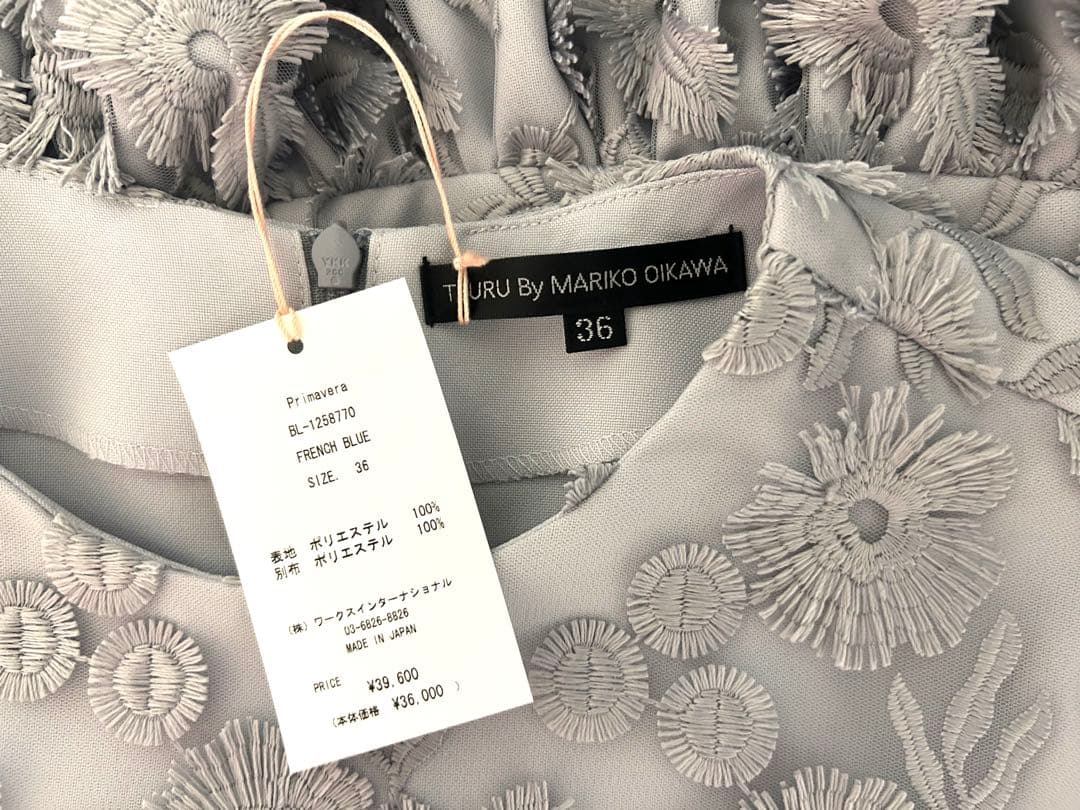 YKK
TSURU By MARIKO OIKAWA
36
Primavera
BL-1258770
FRENCH BLUE
SIZE. 36
表地 ポリエステル 100%
別布 ポリエステル 100%
(株) ワークスインターナショナル
03-6826-8826
MADE IN JAPAN
PRICE ¥39,600
(本体価格 ¥36,000 )